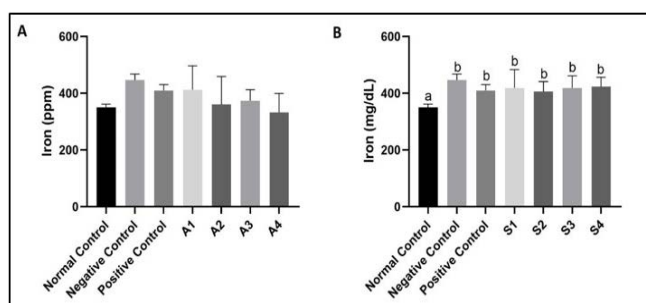 A
Iron (ppm)
600
400
200
0
Normal Control
Negative Control
Positive Control
A1
A2
A3
A4
B
Iron (mg/dL)
600
400
200
0
a
b
b
b
b
b
b
Normal Control
Negative Control
Positive Control
S1
S2
S3
S4